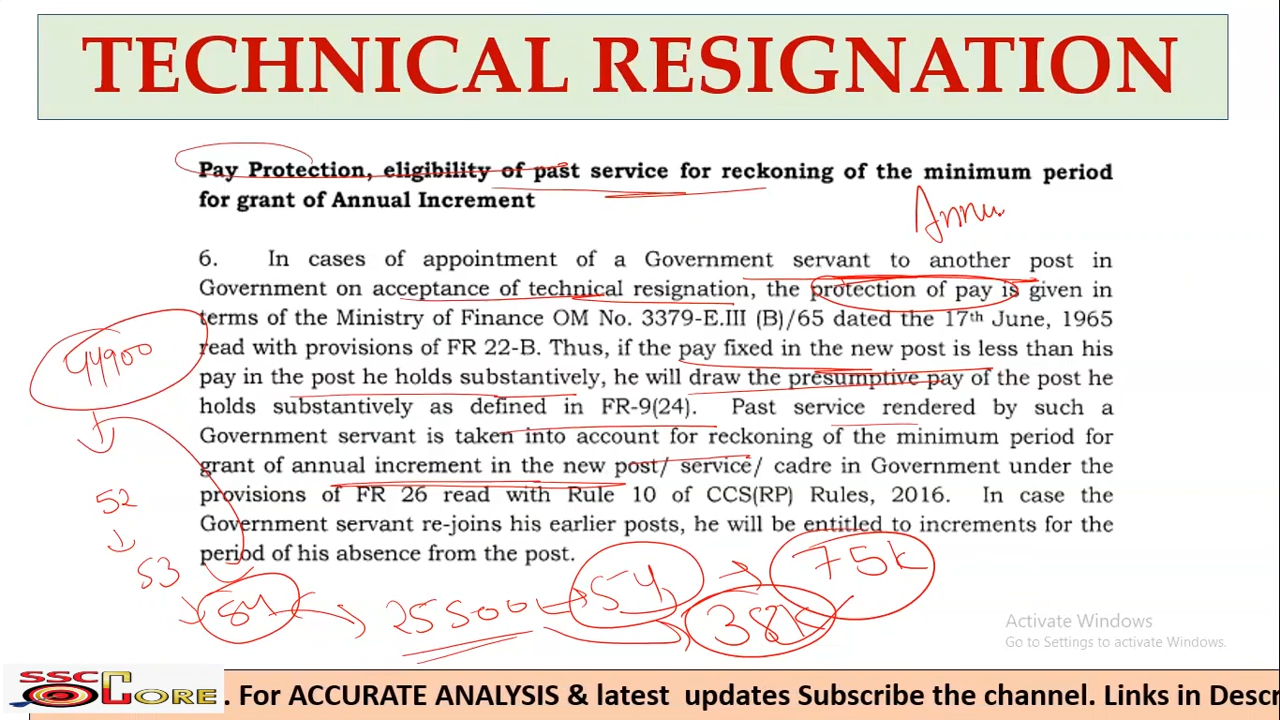 TECHNICAL RESIGNATION
Pay Protection, eligibility of past service for reckoning of the minimum period
for grant of Annual Increment
Annu
6. In cases of appointment of a Government servant to another post in
Government on acceptance of technical resignation, the protection of pay is given in
terms of the Ministry of Finance OM No. 3379-E.III (B)/65 dated the 17th June, 1965
read with provisions of FR 22-B. Thus, if the pay fixed in the new post is less than his
44900
pay in the post he holds substantively, he will draw the presumptive pay of the post he
holds substantively as defined in FR-9(24). Past service rendered by such a
Government servant is taken into account for reckoning of the minimum period for
grant of annual increment in the new post/ service/ cadre in Government under the
provisions of FR 26 read with Rule 10 of CCS(RP) Rules, 2016. In case the
52
Government servant re-joins his earlier posts, he will be entitled to increments for the
period of his absence from the post.
53
75k
54
54
25500
38k
Activate Windows
Go to Settings to activate Windows.
SSC CORE
. For ACCURATE ANALYSIS & latest updates Subscribe the channel. Links in Descr